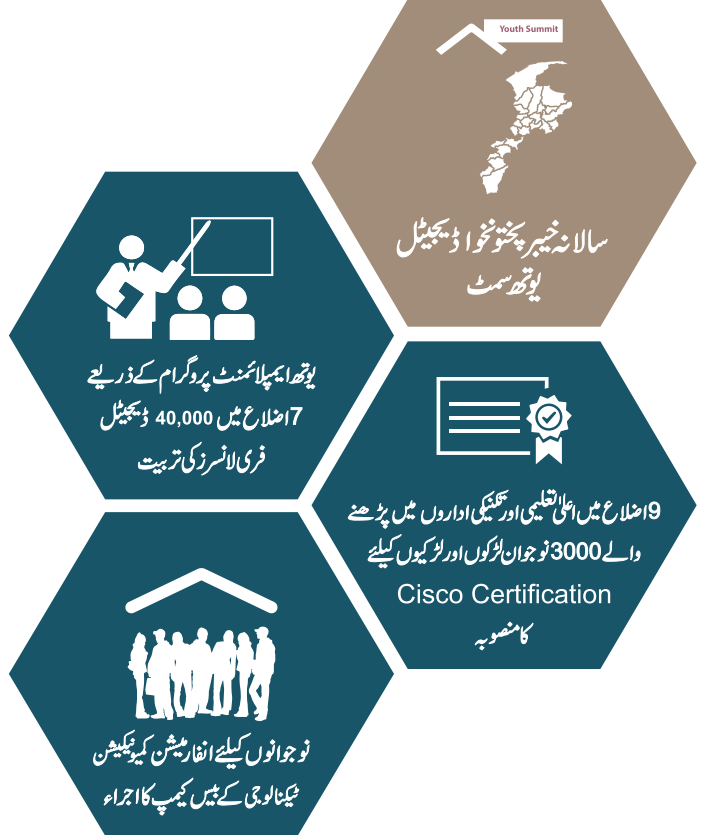 Youth Summit
سالانہ خیبر پختونخوا ڈیجیٹل
یوتھ سمٹ
یوتھ ایمپلائمنٹ پروگرام کے ذریعے
7 اضلاع میں 40,000 ڈیجیٹل
فری لانسرز کی تربیت
9 اضلاع میں اعلیٰ تعلیمی اور تکنیکی اداروں میں پڑھنے
والے 3000 نوجوان لڑکوں اور لڑکیوں کیلئے
Cisco Certification
کا منصوبہ
نوجوانوں کیلئے انفارمیشن کمیونیکیشن
ٹیکنالوجی کے بیس کیمپ کا اجراء